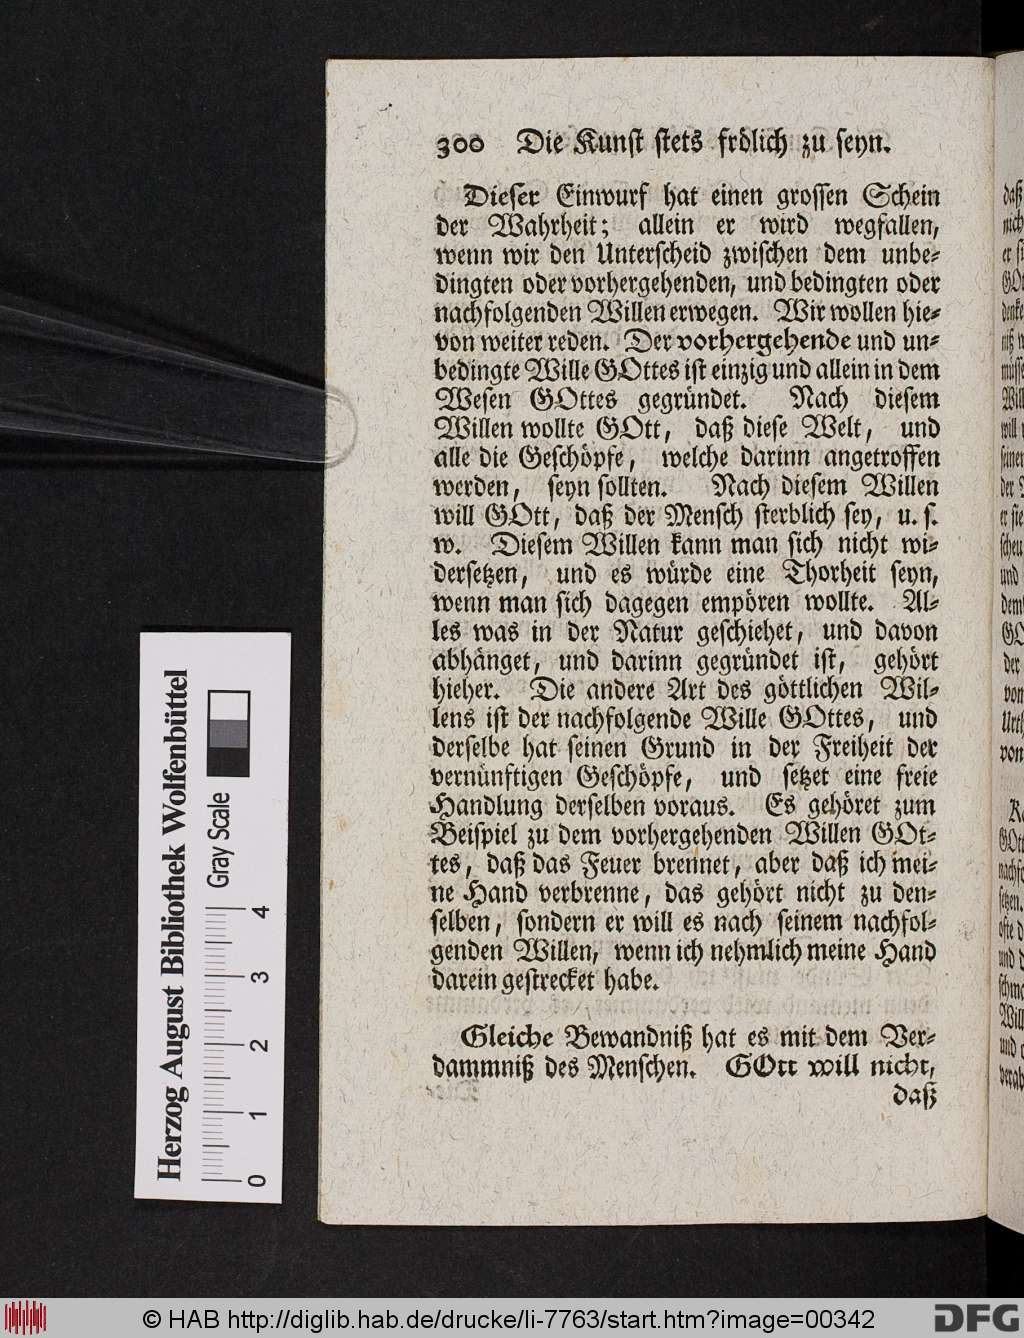 300 Die Kunst stets frölich zu seyn.
Dieser Einwurf hat einen grossen Schein
der Wahrheit; allein er wird wegfallen,
wenn wir den Unterscheid zwischen dem unbe-
dingten oder vorhergehenden, und bedingten oder
nachfolgenden Willen erwegen. Wir wollen hie-
von weiter reden. Der vorhergehende und un-
bedingte Wille GOttes ist einzig und allein in dem
Wesen GOttes gegründet. Nach diesem
Willen wollte GOtt, daß diese Welt, und
alle die Geschöpfe, welche darinn angetroffen
werden, seyn sollten. Nach diesem Willen
will GOtt, daß der Mensch sterblich sey, u. s.
w. Diesem Willen kann man sich nicht wi-
dersetzen, und es würde eine Thorheit seyn,
wenn man sich dagegen empören wollte. Al-
les was in der Natur geschiehet, und davon
abhänget, und darinn gegründet ist, gehört
hieher. Die andere Art des göttlichen Wil-
lens ist der nachfolgende Wille GOttes, und
derselbe hat seinen Grund in der Freiheit der
vernünftigen Geschöpfe, und setzet eine freie
Handlung derselben voraus. Es gehöret zum
Beispiel zu dem vorhergehenden Willen GOt-
tes, daß das Feuer brennet, aber daß ich mei-
ne Hand verbrenne, das gehört nicht zu den-
selben, sondern er will es nach seinem nachfol-
genden Willen, wenn ich nehmlich meine Hand
darein gestrecket habe.
Gleiche Bewandniß hat es mit dem Ver-
dammniß des Menschen. GOtt will nicht,
daß
Herzog August Bibliothek Wolfenbüttel
Gray Scale
0 1 2 3 4
© HAB http://diglib.hab.de/drucke/li-7763/start.htm?image=00342
DFG